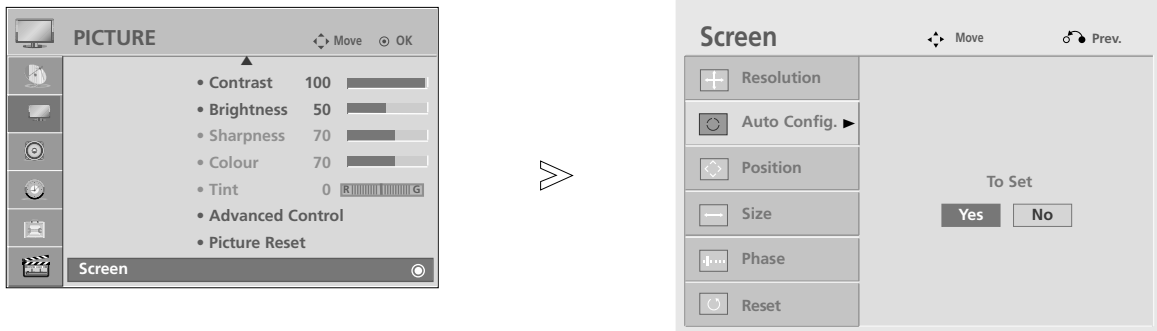 PICTURE
Move
OK
• Contrast 100
• Brightness 50
• Sharpness 70
• Colour 70
• Tint 0 R G
• Advanced Control
• Picture Reset
Screen
Screen
Move
Prev.
Resolution
Auto Config.
Position
Size
Phase
Reset
To Set
Yes No